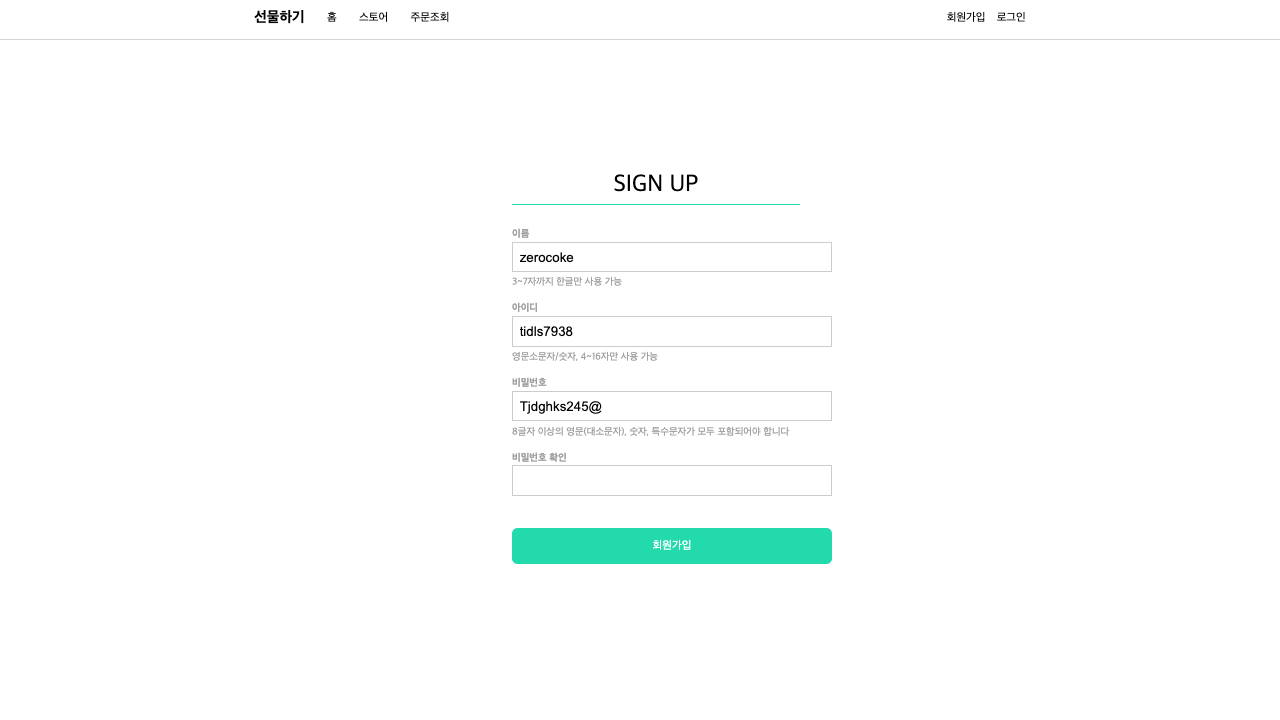 선물하기 홈 스토어 주문조회 회원가입 로그인
SIGN UP
이름
zerocoke
3~7자까지 한글만 사용 가능
아이디
tidls7938
영문소문자/숫자, 4~16자만 사용 가능
비밀번호
Tjdghks245@
8글자 이상의 영문(대소문자), 숫자, 특수문자가 모두 포함되어야 합니다
비밀번호 확인
회원가입